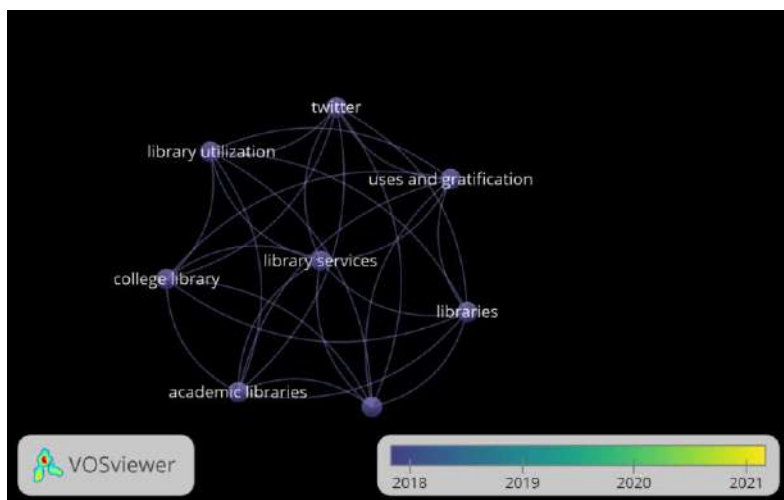 twitter
library utilization
uses and gratification
library services
college library
libraries
academic libraries
VOSviewer
2018 2019 2020 2021